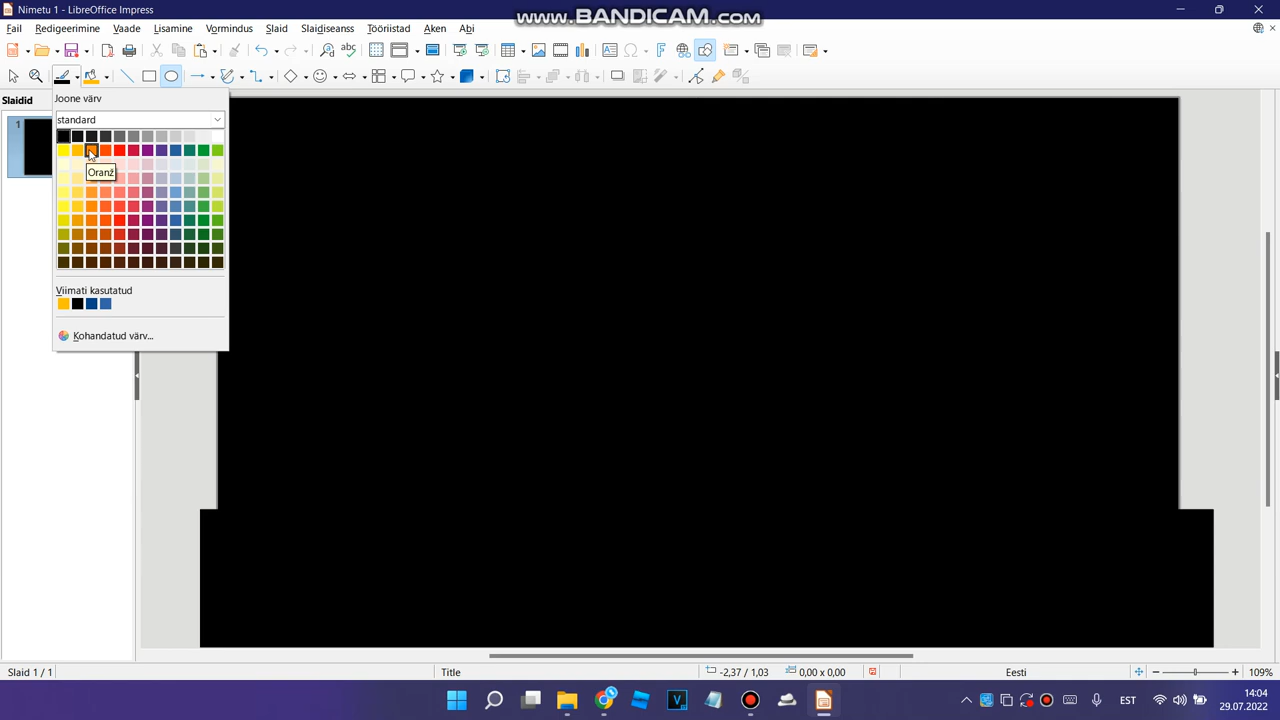 Nimetu 1 - LibreOffice Impress
www.BANDICAM.com
Fail Redigeerimine Vaade Lisamine Vormindus Slaid Slaidiseanss Tööriistad Aken Abi
Slaidid
1
Joone värv
standard
Oranž
Viimati kasutatud
Kohandatud värv...
Slaid 1 / 1
Title
-2,37 / 1,03
0,00 x 0,00
Eesti
109%
EST
14:04
29.07.2022